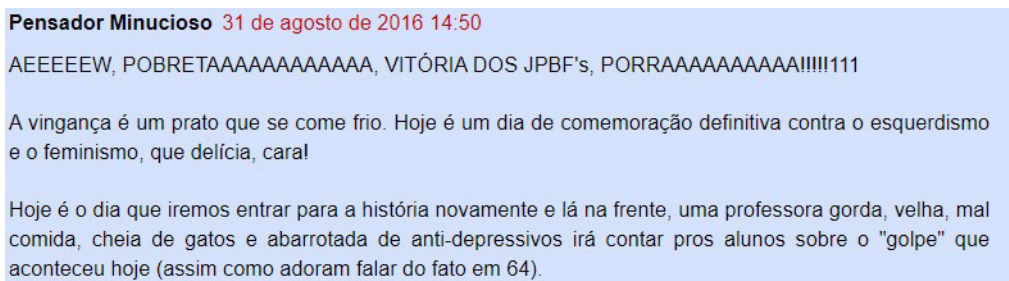 Pensador Minucioso 31 de agosto de 2016 14:50
AEEEEEW, POBRETAAAAAAAAAAAA, VITÓRIA DOS JPBF's, PORRAAAAAAAAAA!!!!!111
A vingança é um prato que se come frio. Hoje é um dia de comemoração definitiva contra o esquerdismo
e o feminismo, que delícia, cara!
Hoje é o dia que iremos entrar para a história novamente e lá na frente, uma professora gorda, velha, mal
comida, cheia de gatos e abarrotada de anti-depressivos irá contar pros alunos sobre o "golpe" que
aconteceu hoje (assim como adoram falar do fato em 64).